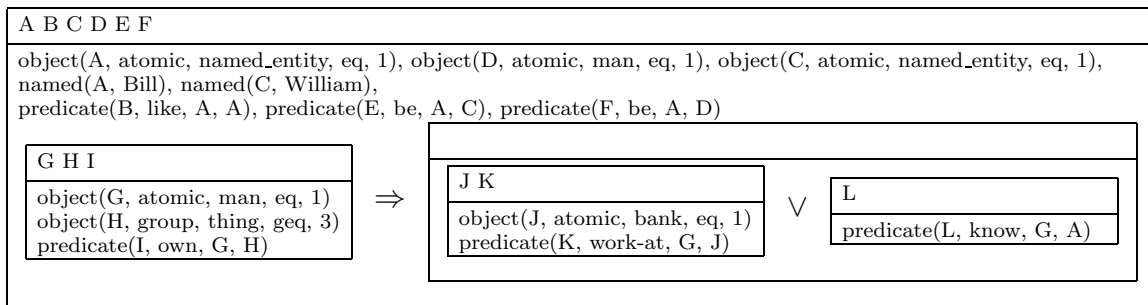 A B C D E F
object(A, atomic, named_entity, eq, 1), object(D, atomic, man, eq, 1), object(C, atomic, named_entity, eq, 1),
named(A, Bill), named(C, William),
predicate(B, like, A, A), predicate(E, be, A, C), predicate(F, be, A, D)
G H I
object(G, atomic, man, eq, 1)
object(H, group, thing, geq, 3)
predicate(I, own, G, H)
⇒
J K
object(J, atomic, bank, eq, 1)
predicate(K, work-at, G, J)
∨
L
predicate(L, know, G, A)